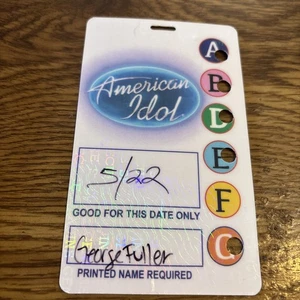 American
Idol
A
B
D
E
F
C
5/22
GOOD FOR THIS DATE ONLY
George Fuller
PRINTED NAME REQUIRED